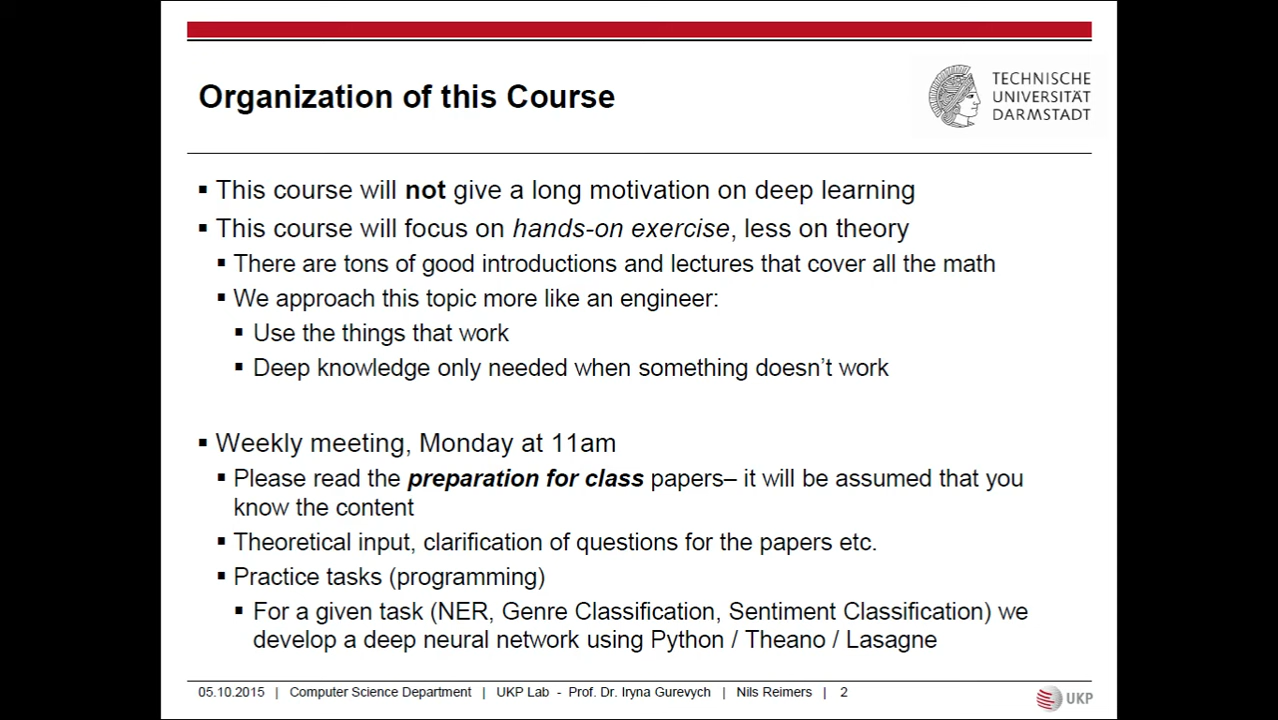 Organization of this Course
TECHNISCHE
UNIVERSITÄT
DARMSTADT
▪ This course will not give a long motivation on deep learning
▪ This course will focus on hands-on exercise, less on theory
▪ There are tons of good introductions and lectures that cover all the math
▪ We approach this topic more like an engineer:
▪ Use the things that work
▪ Deep knowledge only needed when something doesn’t work
▪ Weekly meeting, Monday at 11am
▪ Please read the preparation for class papers– it will be assumed that you
know the content
▪ Theoretical input, clarification of questions for the papers etc.
▪ Practice tasks (programming)
▪ For a given task (NER, Genre Classification, Sentiment Classification) we
develop a deep neural network using Python / Theano / Lasagne
05.10.2015 | Computer Science Department | UKP Lab - Prof. Dr. Iryna Gurevych | Nils Reimers | 2
UKP